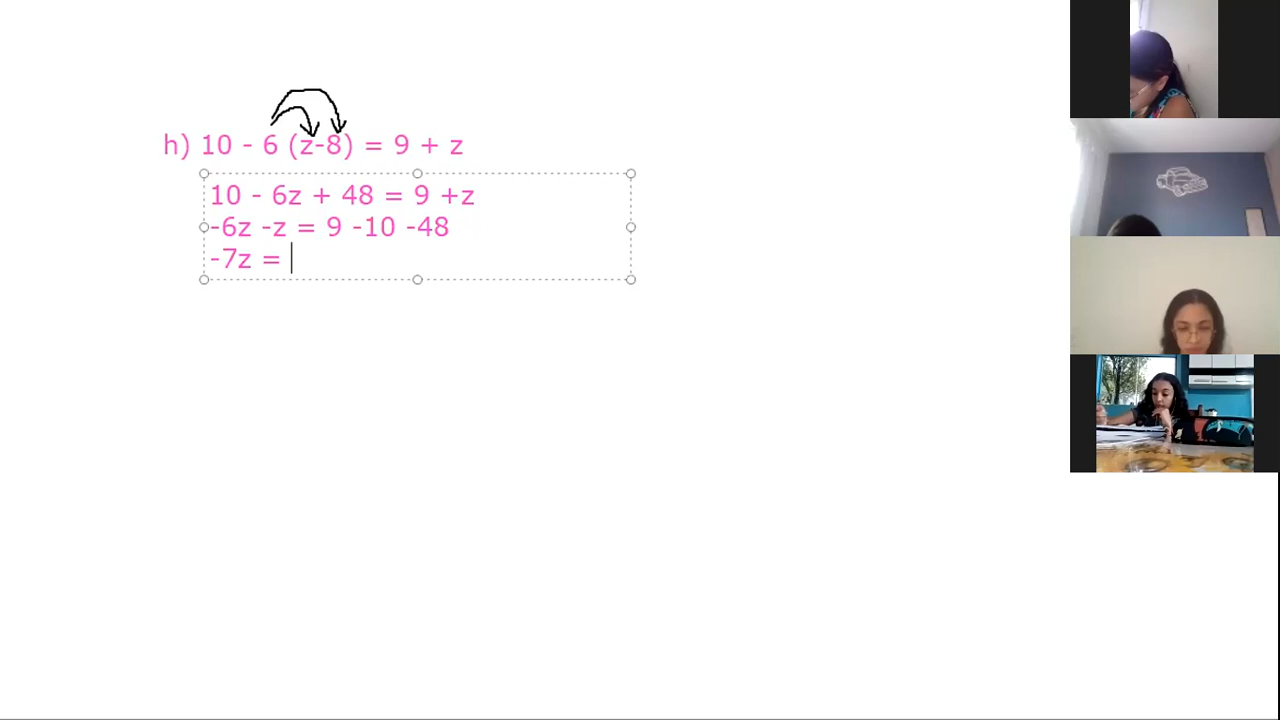 h) 10 - 6 (z-8) = 9 + z
10 - 6z + 48 = 9 +z
-6z -z = 9 -10 -48
-7z =